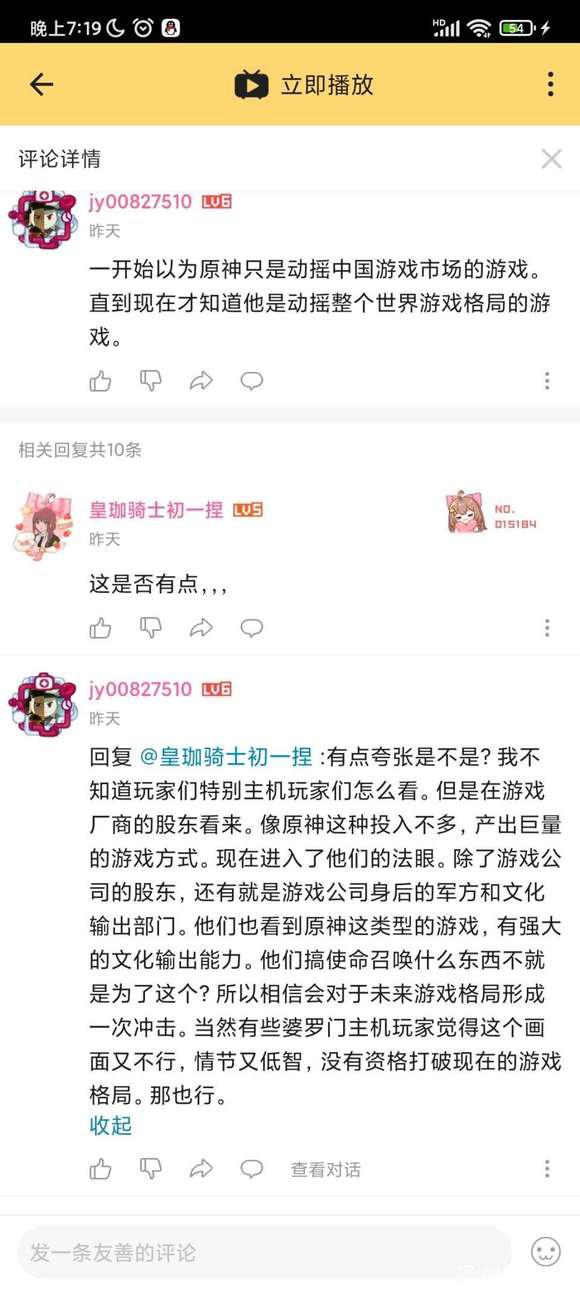 晚上7:19
HD
54
立即播放
评论详情
jy00827510 LV6
昨天
一开始以为原神只是动摇中国游戏市场的游戏。
直到现在才知道他是动摇整个世界游戏格局的游
戏。
相关回复共10条
皇珈骑士初一捏 LV5
NO.
015184
昨天
这是否有点，，，
jy00827510 LV6
昨天
回复 @皇珈骑士初一捏 :有点夸张是不是？我不
知道玩家们特别主机玩家们怎么看。但是在游戏
厂商的股东看来。像原神这种投入不多，产出巨量
的游戏方式。现在进入了他们的法眼。除了游戏公
司的股东，还有就是游戏公司身后的军方和文化
输出部门。他们也看到原神这类型的游戏，有强大
的文化输出能力。他们搞使命召唤什么东西不就
是为了这个？所以相信会对于未来游戏格局形成
一次冲击。当然有些婆罗门主机玩家觉得这个画
面又不行，情节又低智，没有资格打破现在的游戏
格局。那也行。
收起
查看对话
发一条友善的评论